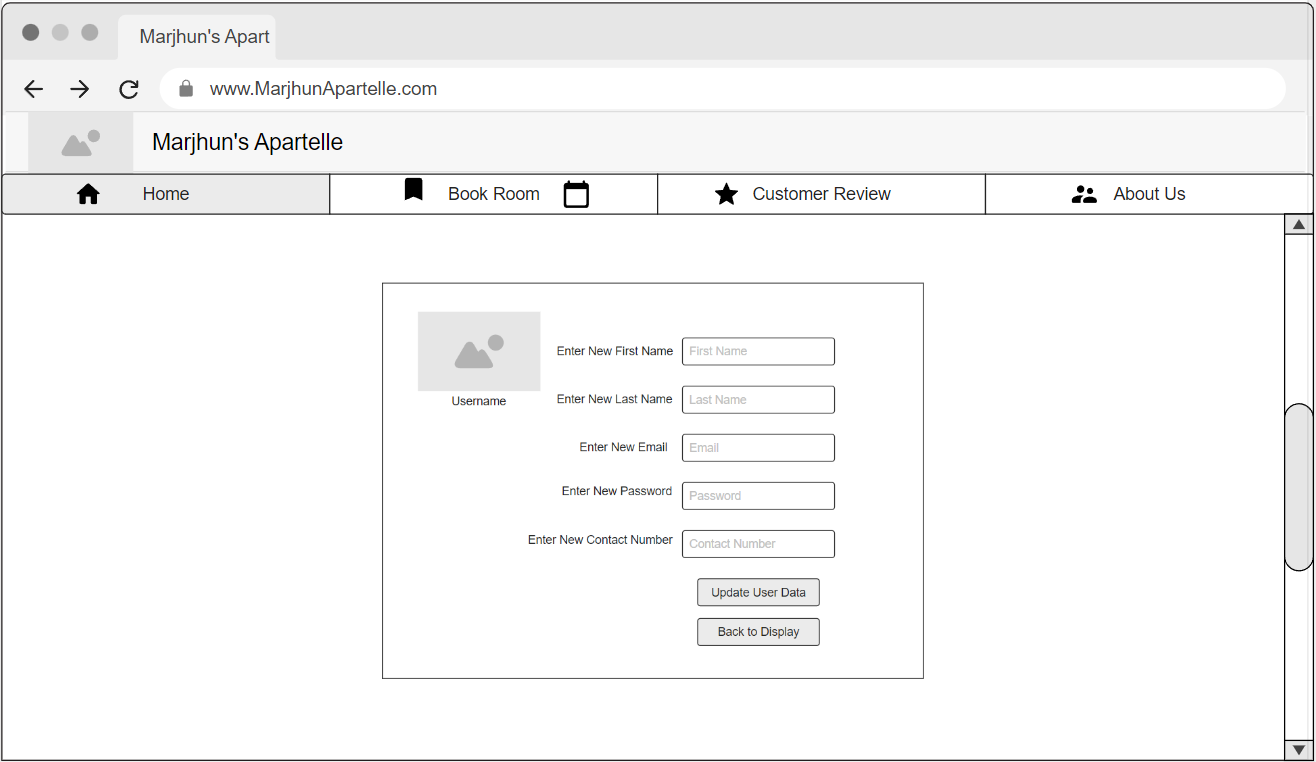 Marjhun's Apart
www.MarjhunApartelle.com
Marjhun's Apartelle
Home
Book Room
Customer Review
About Us
Enter New First Name
First Name
Username
Enter New Last Name
Last Name
Enter New Email
Email
Enter New Password
Password
Enter New Contact Number
Contact Number
Update User Data
Back to Display